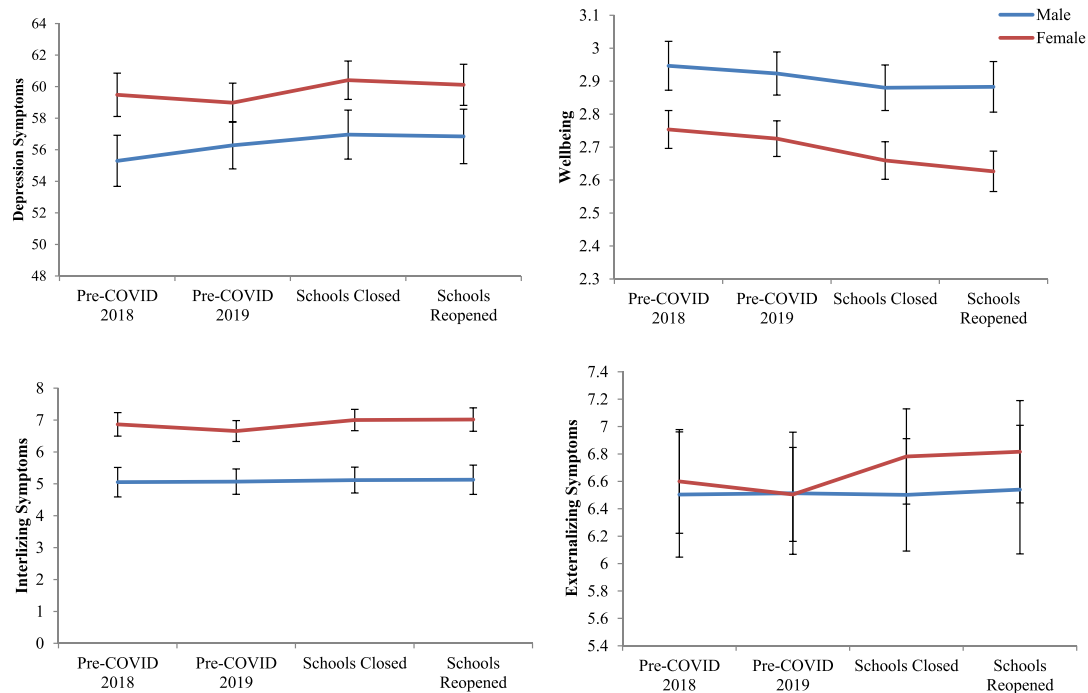 Depression Symptoms
64
62
60
58
56
54
52
50
48
Pre-COVID
2018
Pre-COVID
2019
Schools Closed
Schools
Reopened
Male
Female
Wellbeing
3.1
3
2.9
2.8
2.7
2.6
2.5
2.4
2.3
Pre-COVID
2018
Pre-COVID
2019
Schools Closed
Schools
Reopened
Interlizing Symptoms
8
7
6
5
4
3
2
1
0
Pre-COVID
2018
Pre-COVID
2019
Schools Closed
Schools
Reopened
Externalizing Symptoms
7.4
7.2
7
6.8
6.6
6.4
6.2
6
5.8
5.6
5.4
Pre-COVID
2018
Pre-COVID
2019
Schools Closed
Schools
Reopened